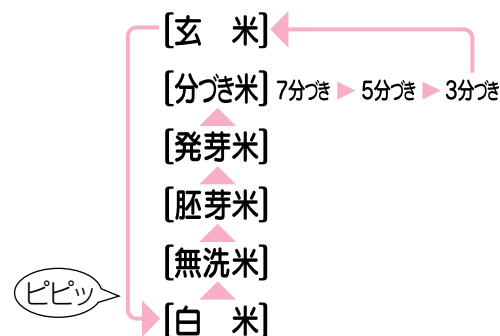 [玄　米]
[分づき米] 7分づき 5分づき 3分づき
[発芽米]
[胚芽米]
[無洗米]
ピピッ
[白　米]